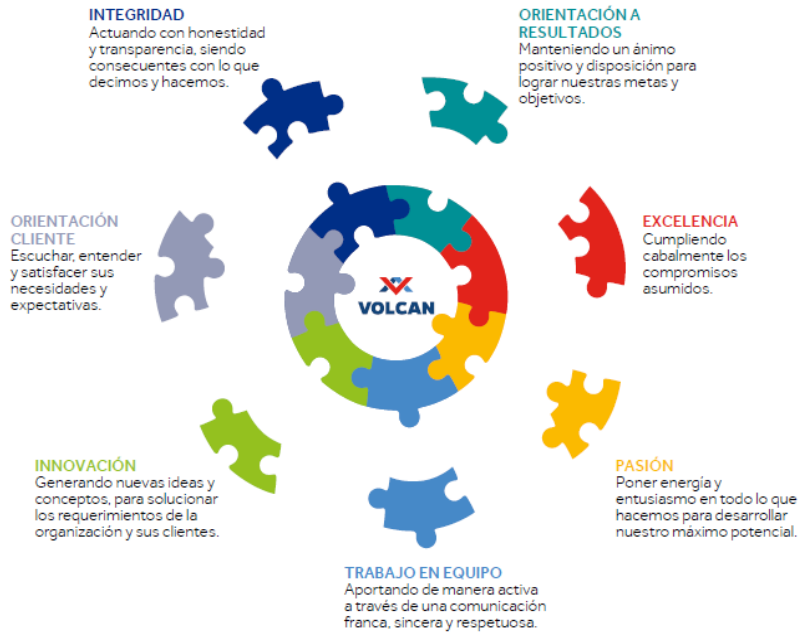 INTEGRIDAD
Actuando con honestidad
y transparencia, siendo
consecuentes con lo que
decimos y hacemos.
ORIENTACIÓN A
RESULTADOS
Manteniendo un ánimo
positivo y disposición para
lograr nuestras metas y
objetivos.
ORIENTACIÓN
CLIENTE
Escuchar, entender
y satisfacer sus
necesidades y
expectativas.
VOLCAN
EXCELENCIA
Cumpliendo
cabalmente los
compromisos
asumidos.
INNOVACIÓN
Generando nuevas ideas y
conceptos, para solucionar
los requerimientos de la
organización y sus clientes.
PASIÓN
Poner energía y
entusiasmo en todo lo que
hacemos para desarrollar
nuestro máximo potencial.
TRABAJO EN EQUIPO
Aportando de manera activa
a través de una comunicación
franca, sincera y respetuosa.